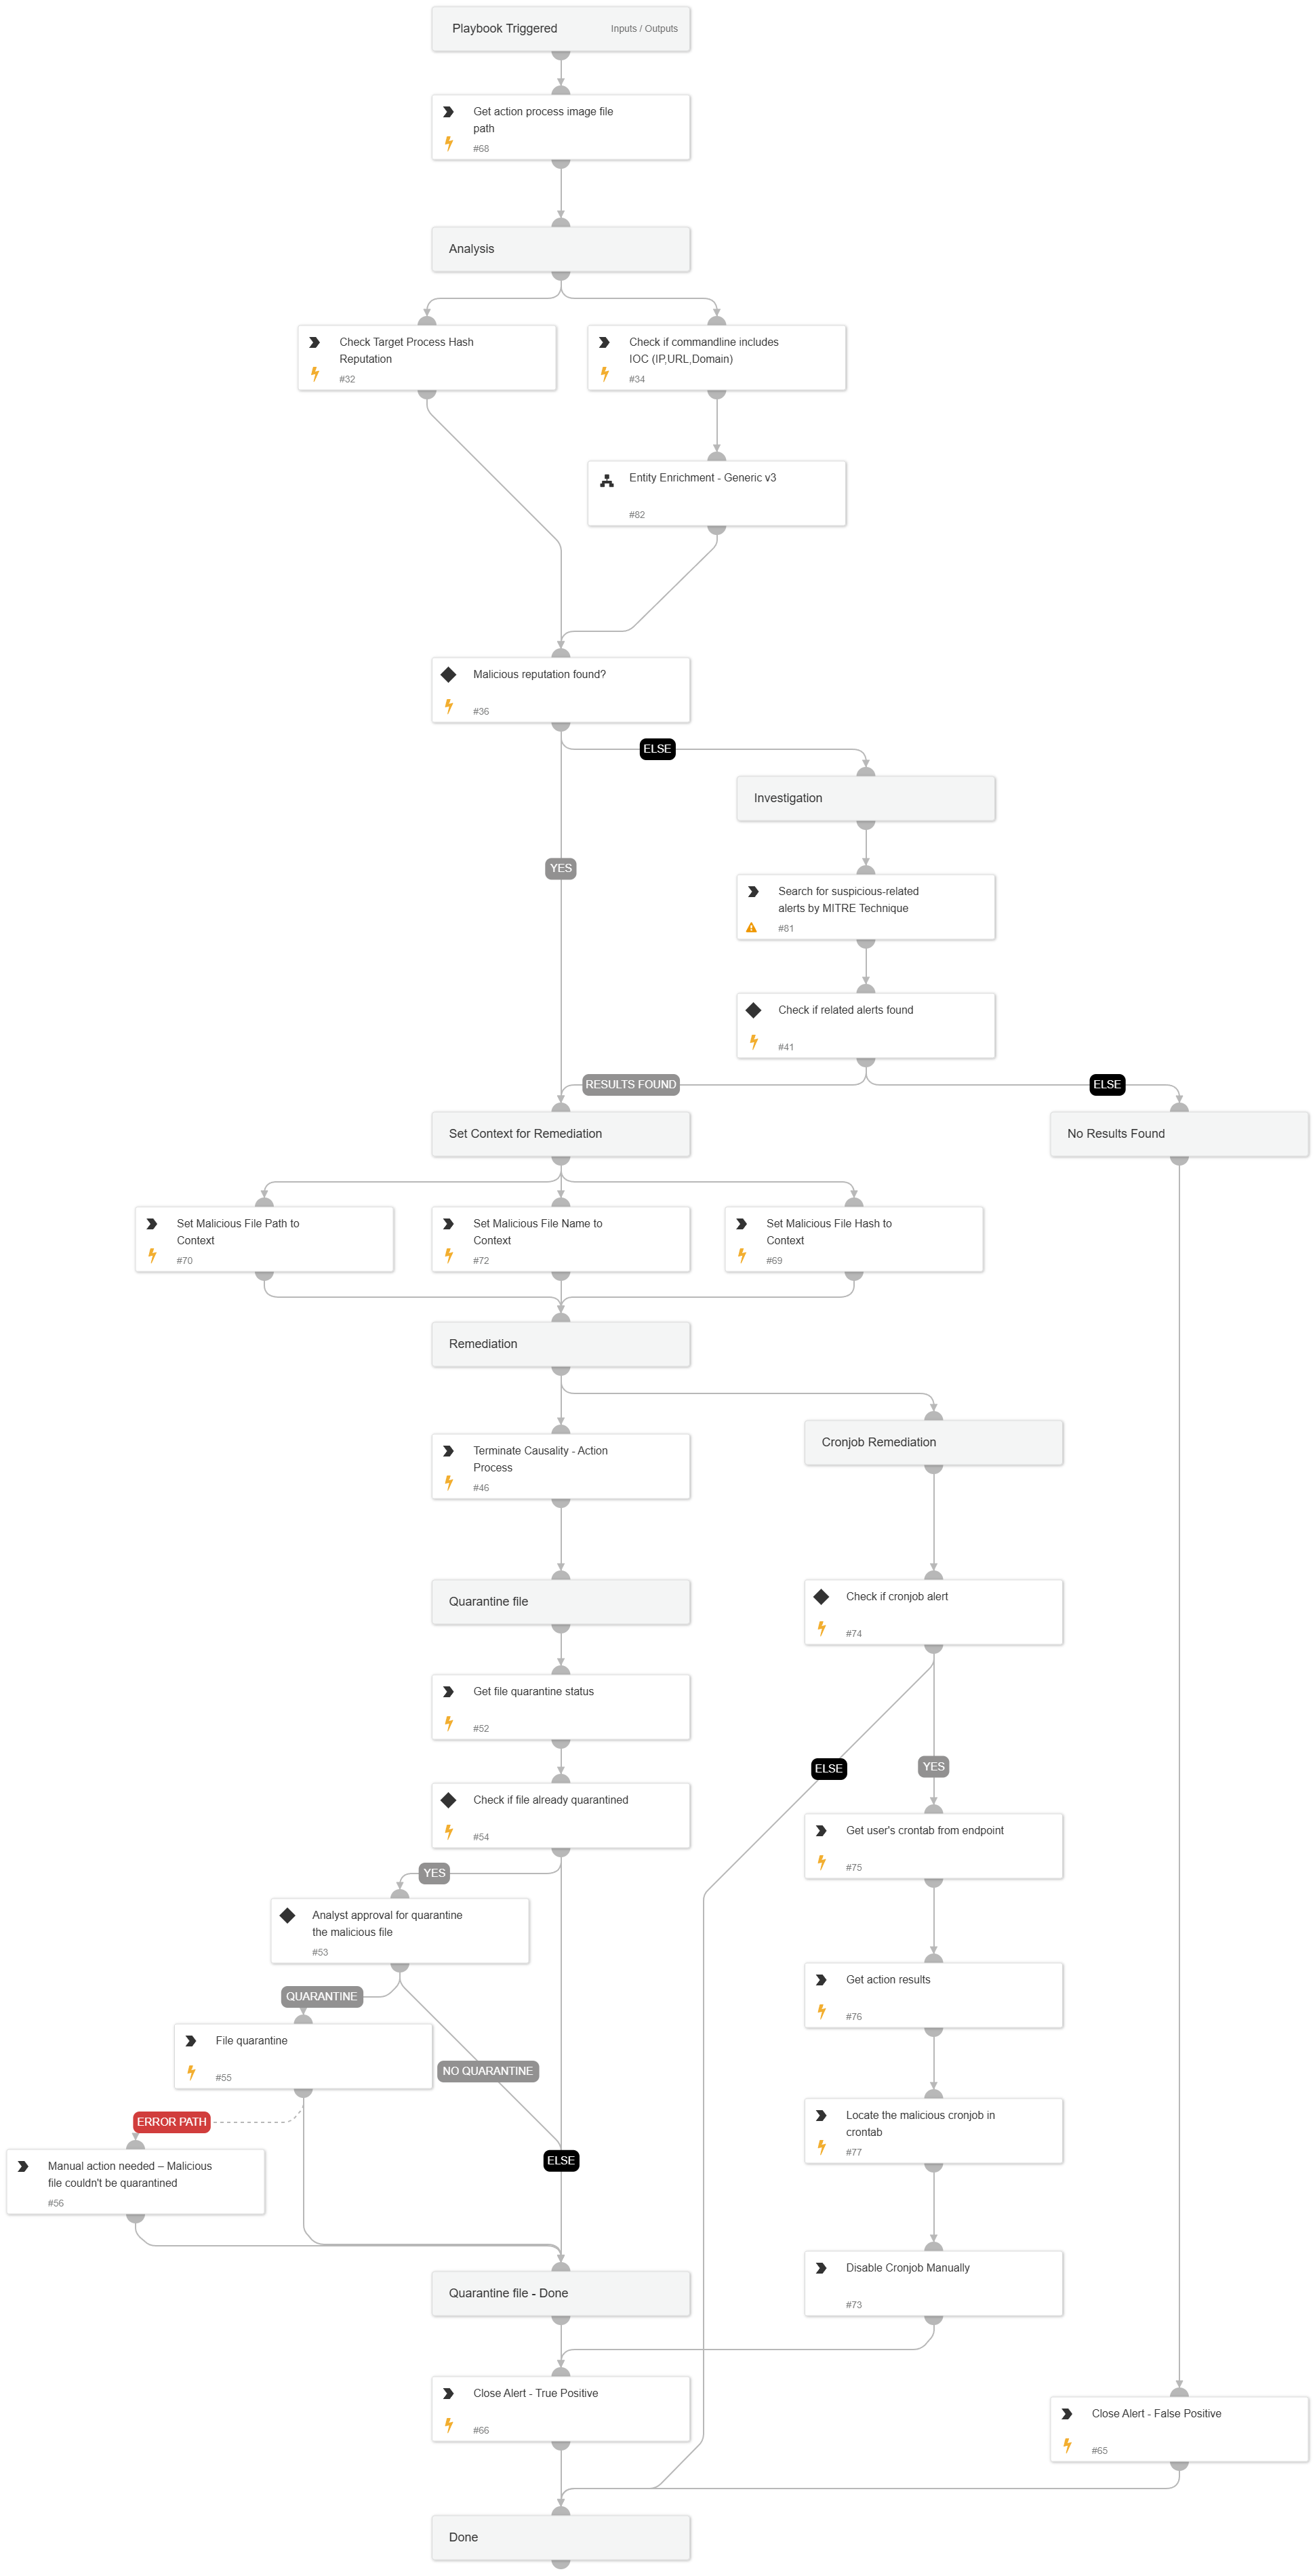 Playbook Triggered
Inputs / Outputs
Get action process image file
path
#68
Analysis
Check Target Process Hash
Reputation
#32
Check if commandline includes
IOC (IP,URL,Domain)
#34
Entity Enrichment - Generic v3
#82
Malicious reputation found?
#36
ELSE
Investigation
YES
Search for suspicious-related
alerts by MITRE Technique
#81
Check if related alerts found
#41
RESULTS FOUND
ELSE
Set Context for Remediation
No Results Found
Set Malicious File Path to
Context
#70
Set Malicious File Name to
Context
#72
Set Malicious File Hash to
Context
#69
Remediation
Cronjob Remediation
Terminate Causality - Action
Process
#46
Quarantine file
Check if cronjob alert
#74
Get file quarantine status
#52
ELSE
YES
Check if file already quarantined
#54
Get user's crontab from endpoint
#75
YES
Analyst approval for quarantine
the malicious file
#53
Get action results
#76
QUARANTINE
File quarantine
#55
NO QUARANTINE
ERROR PATH
Locate the malicious cronjob in
crontab
#77
Manual action needed – Malicious
file couldn't be quarantined
#56
ELSE
Disable Cronjob Manually
#73
Quarantine file - Done
Close Alert - True Positive
#66
Close Alert - False Positive
#65
Done